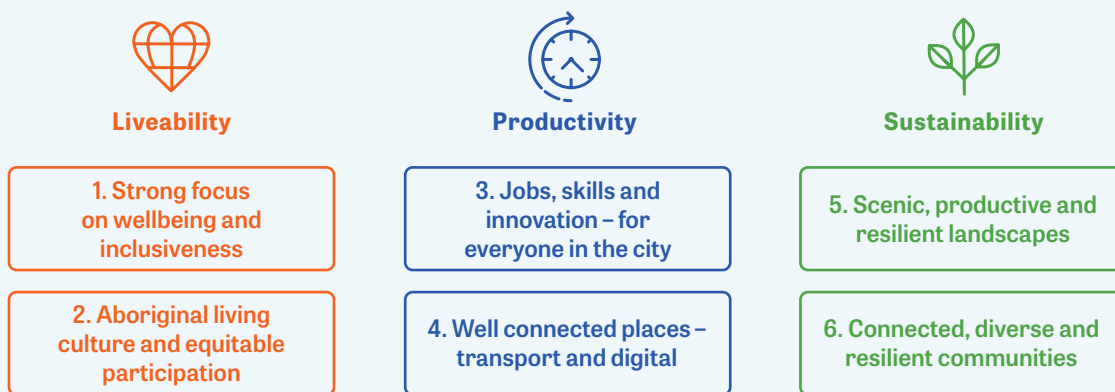 Liveability
1. Strong focus
on wellbeing and
inclusiveness
2. Aboriginal living
culture and equitable
participation
Productivity
3. Jobs, skills and
innovation – for
everyone in the city
4. Well connected places –
transport and digital
Sustainability
5. Scenic, productive and
resilient landscapes
6. Connected, diverse and
resilient communities